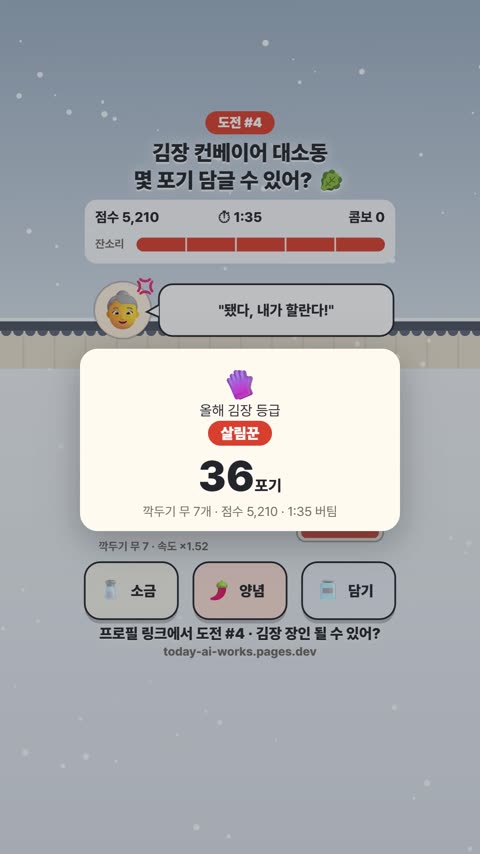 도전 #4
김장 컨베이어 대소동
몇 포기 담글 수 있어?
점수 5,210 1:35 콤보 0
잔소리
"됐다, 내가 할란다!"
올해 김장 등급
살림꾼
36포기
깍두기 무 7개 · 점수 5,210 · 1:35 버팀
깍두기 무 7 · 속도 ×1.52
소금 양념 담기
프로필 링크에서 도전 #4 · 김장 장인 될 수 있어?
today-ai-works.pages.dev